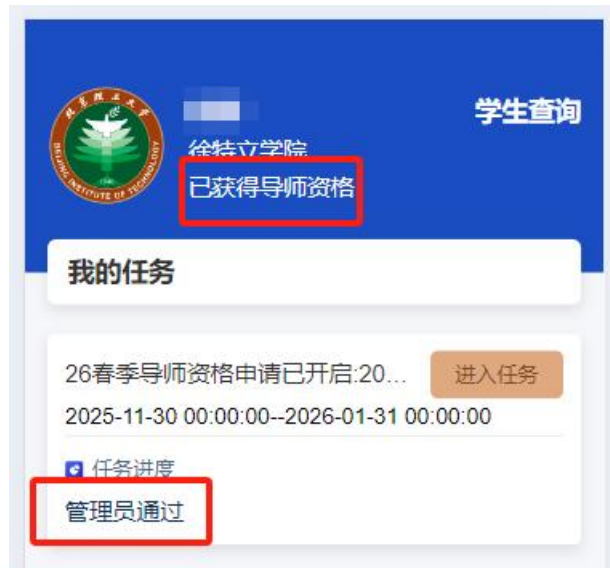 学生查询
徐特立学院
已获得导师资格
我的任务
26春季导师资格申请已开启:20...
进入任务
2025-11-30 00:00:00--2026-01-31 00:00:00
任务进度
管理员通过